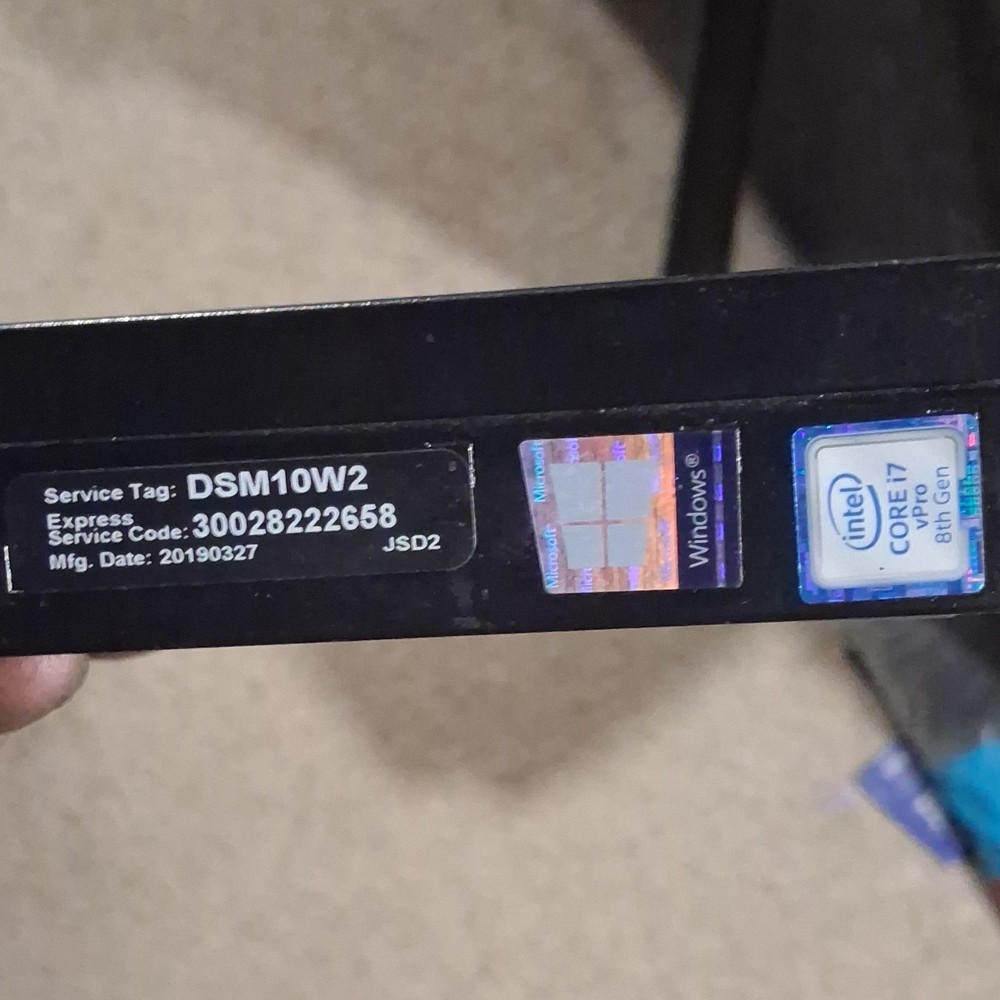 Service Tag: DSM10W2
Express
Service Code: 30028222658
Mfg. Date: 20190327
JSD2
Microsoft
Microsoft
Windows®
intel
CORE i7
vPro
8th Gen